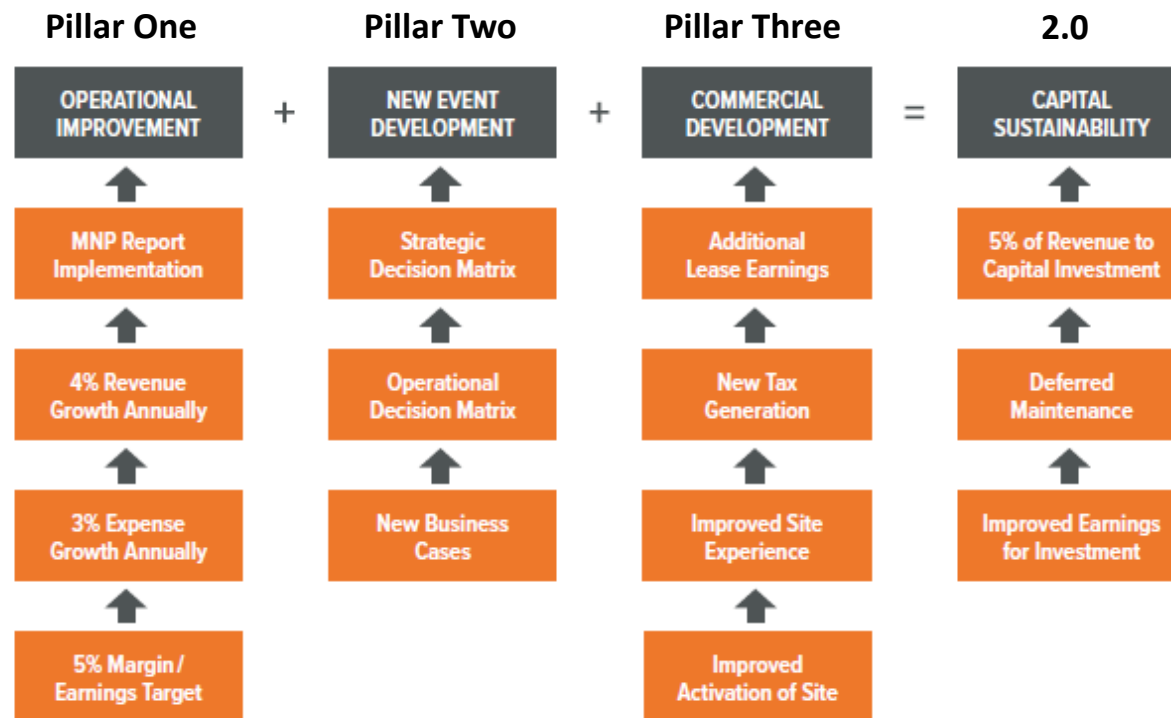 Pillar One
Pillar Two
Pillar Three
2.0
OPERATIONAL
IMPROVEMENT
+
NEW EVENT
DEVELOPMENT
+
COMMERCIAL
DEVELOPMENT
=
CAPITAL
SUSTAINABILITY
MNP Report
Implementation
Strategic
Decision Matrix
Additional
Lease Earnings
5% of Revenue to
Capital Investment
4% Revenue
Growth Annually
Operational
Decision Matrix
New Tax
Generation
Deferred
Maintenance
3% Expense
Growth Annually
New Business
Cases
Improved Site
Experience
Improved Earnings
for Investment
5% Margin /
Earnings Target
Improved
Activation of Site